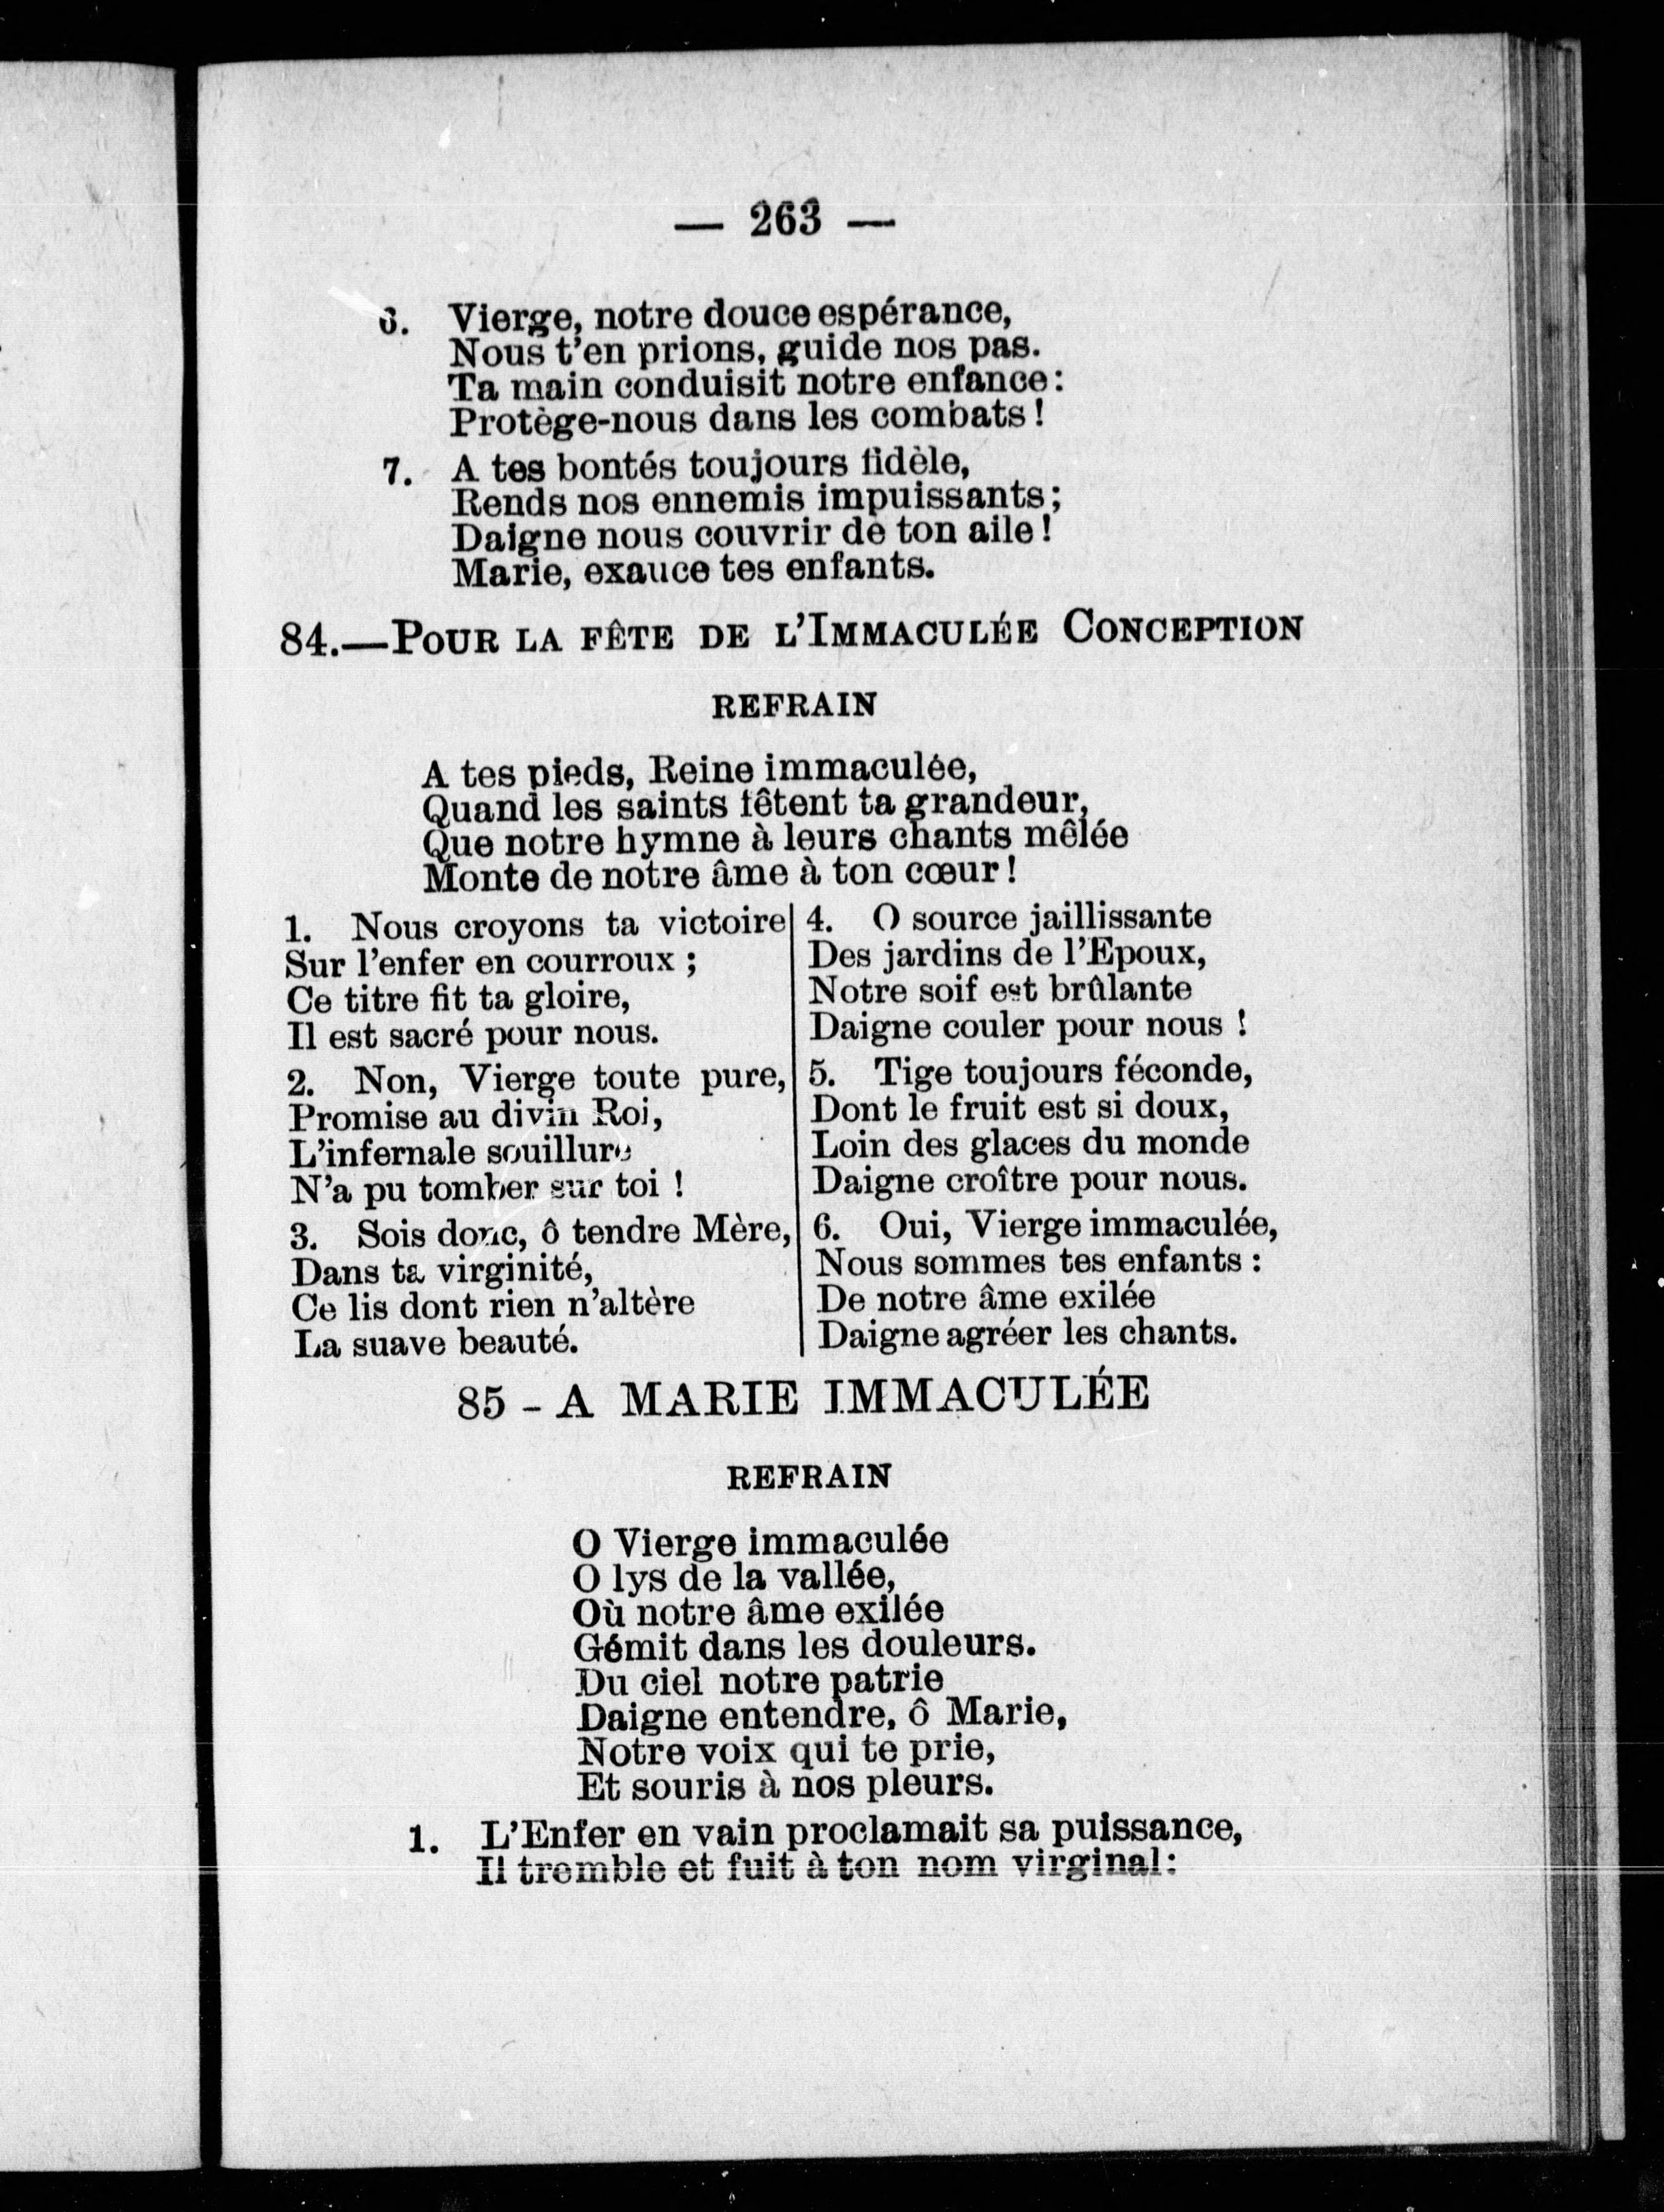 — 263 —
6. Vierge, notre douce espérance,
Nous t'en prions, guide nos pas.
Ta main conduisit notre enfance:
Protège-nous dans les combats!
7. A tes bontés toujours fidèle,
Rends nos ennemis impuissants;
Daigne nous couvrir de ton aile!
Marie, exauce tes enfants.
84.—POUR LA FÊTE DE L'IMMACULÉE CONCEPTION
REFRAIN
A tes pieds, Reine immaculée,
Quand les saints fêtent ta grandeur,
Que notre hymne à leurs chants mêlée
Monte de notre âme à ton cœur!
1. Nous croyons ta victoire
Sur l'enfer en courroux ;
Ce titre fit ta gloire,
Il est sacré pour nous.
2. Non, Vierge toute pure,
Promise au divin Roi,
L'infernale souillure
N'a pu tomber sur toi !
3. Sois donc, ô tendre Mère,
Dans ta virginité,
Ce lis dont rien n'altère
La suave beauté.
4. O source jaillissante
Des jardins de l'Epoux,
Notre soif est brûlante
Daigne couler pour nous !
5. Tige toujours féconde,
Dont le fruit est si doux,
Loin des glaces du monde
Daigne croître pour nous.
6. Oui, Vierge immaculée,
Nous sommes tes enfants :
De notre âme exilée
Daigne agréer les chants.
85 - A MARIE IMMACULÉE
REFRAIN
O Vierge immaculée
O lys de la vallée,
Où notre âme exilée
Gémit dans les douleurs.
Du ciel notre patrie
Daigne entendre, ô Marie,
Notre voix qui te prie,
Et souris à nos pleurs.
1. L'Enfer en vain proclamait sa puissance,
Il tremble et fuit à ton nom virginal: